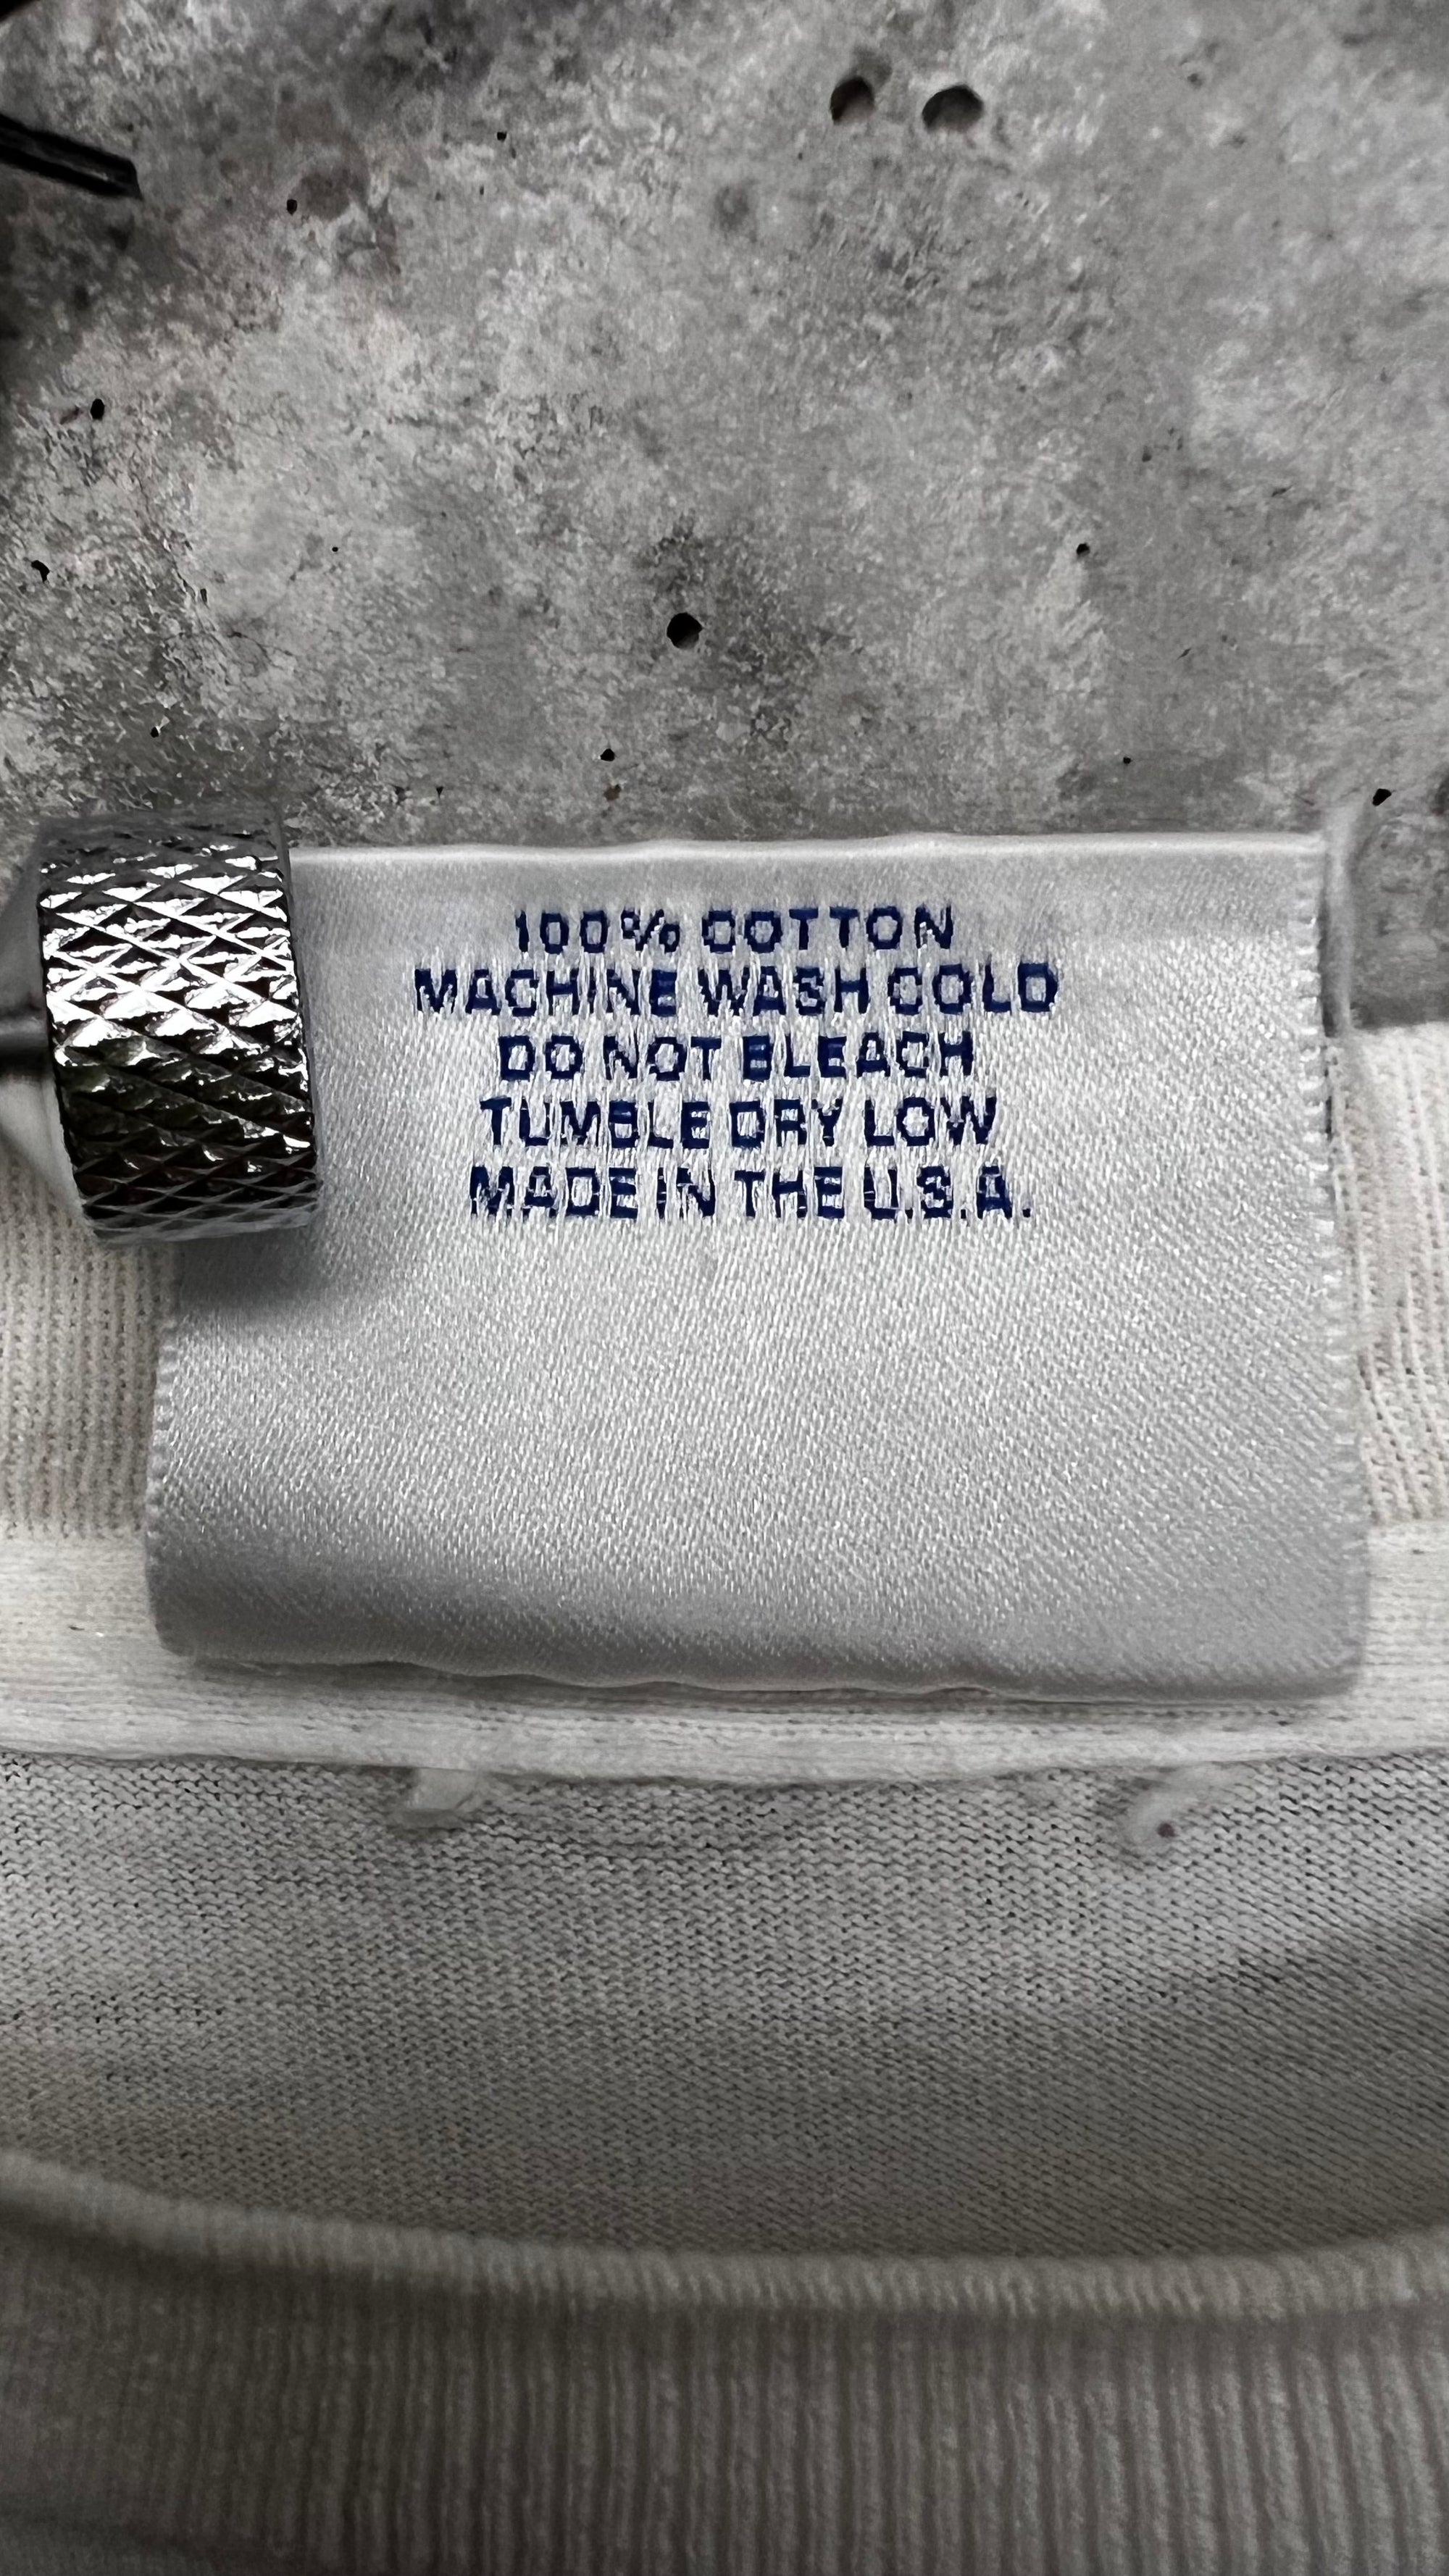 100% COTTON
MACHINE WASH COLD
DO NOT BLEACH
TUMBLE DRY LOW
MADE IN THE U.S.A.